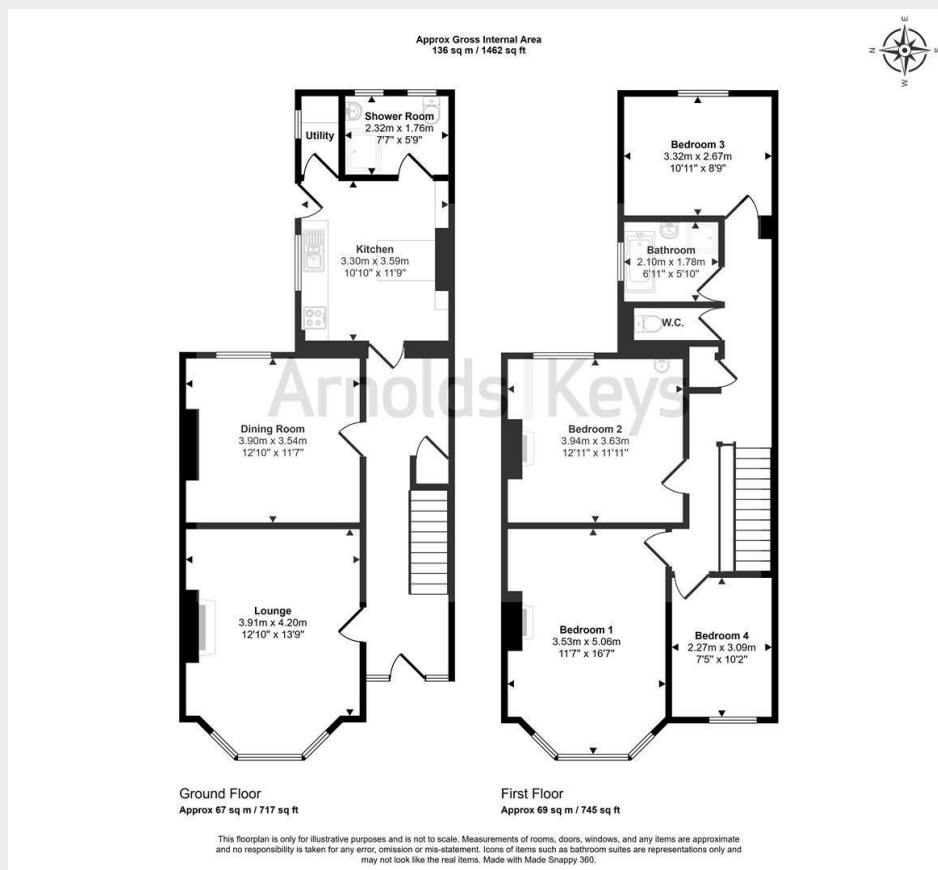 Approx Gross Internal Area
136 sq m / 1462 sq ft
N
E
S
W
Utility
Shower Room
2.32m x 1.76m
7'7" x 5'9"
Kitchen
3.30m x 3.59m
10'10" x 11'9"
Dining Room
3.90m x 3.54m
12'10" x 11'7"
Lounge
3.91m x 4.20m
12'10" x 13'9"
Bedroom 3
3.32m x 2.67m
10'11" x 8'9"
Bathroom
2.10m x 1.78m
6'11" x 5'10"
W.C.
Arnolds | Keys
Bedroom 2
3.94m x 3.63m
12'11" x 11'11"
Bedroom 1
3.53m x 5.06m
11'7" x 16'7"
Bedroom 4
2.27m x 3.09m
7'5" x 10'2"
Ground Floor
Approx 67 sq m / 717 sq ft
First Floor
Approx 69 sq m / 745 sq ft
This floorplan is only for illustrative purposes and is not to scale. Measurements of rooms, doors, windows, and any items are approximate
and no responsibility is taken for any error, omission or mis-statement. Icons of items such as bathroom suites are representations only and
may not look like the real items. Made with Made Snappy 360.